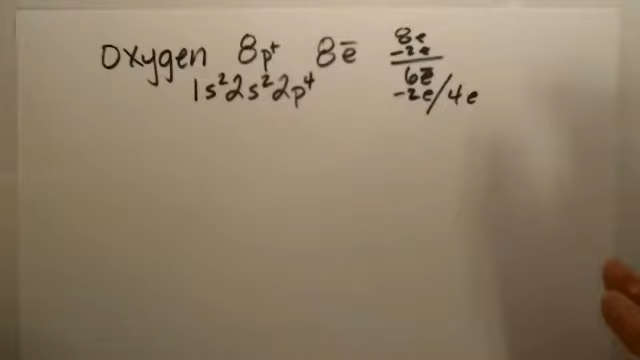 Oxygen 8p⁺ 8e̅
1s²2s²2p⁴
8e
-2e
6e̅
-2e/4e